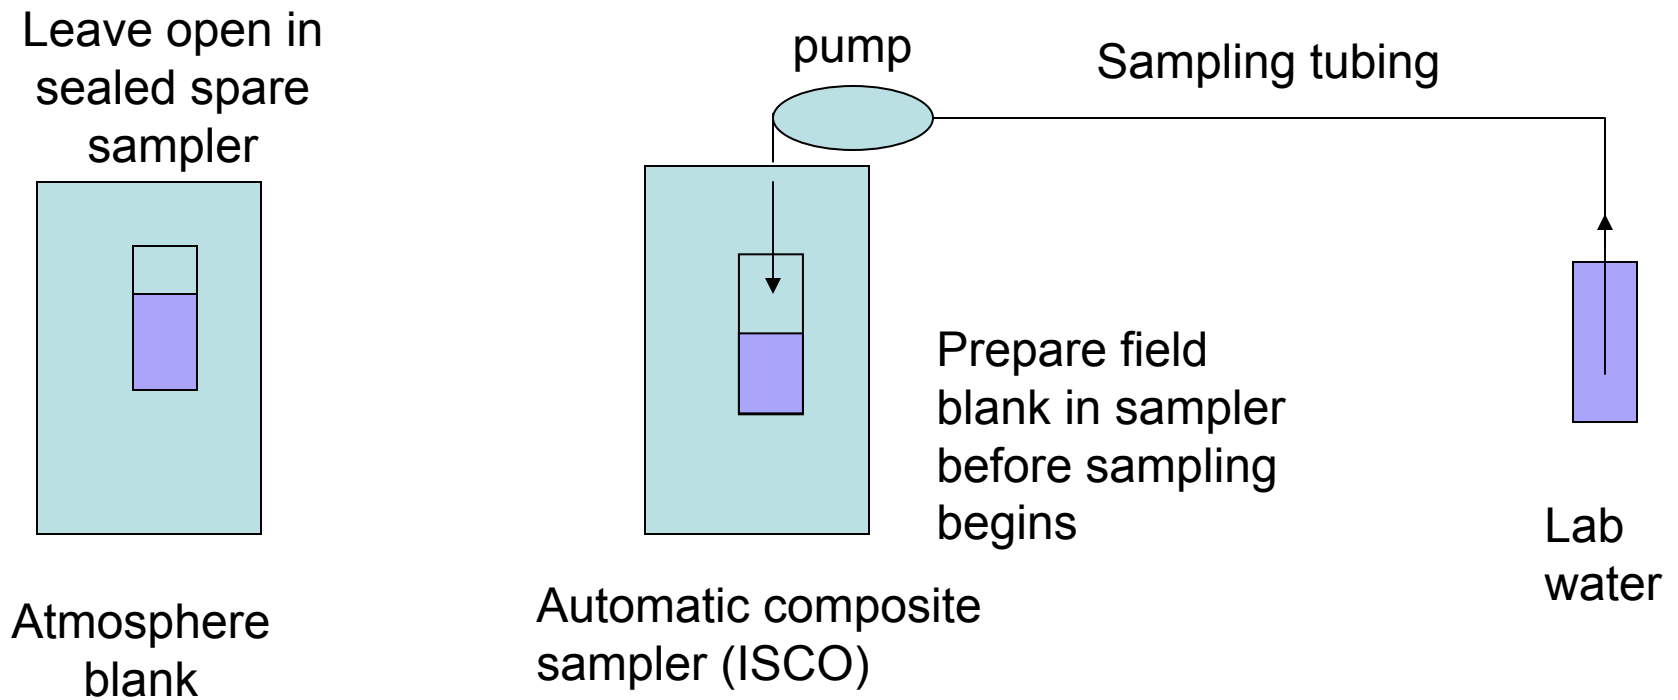 Leave open in
sealed spare
sampler
Atmosphere
blank
pump
Sampling tubing
Prepare field
blank in sampler
before sampling
begins
Automatic composite
sampler (ISCO)
Lab
water